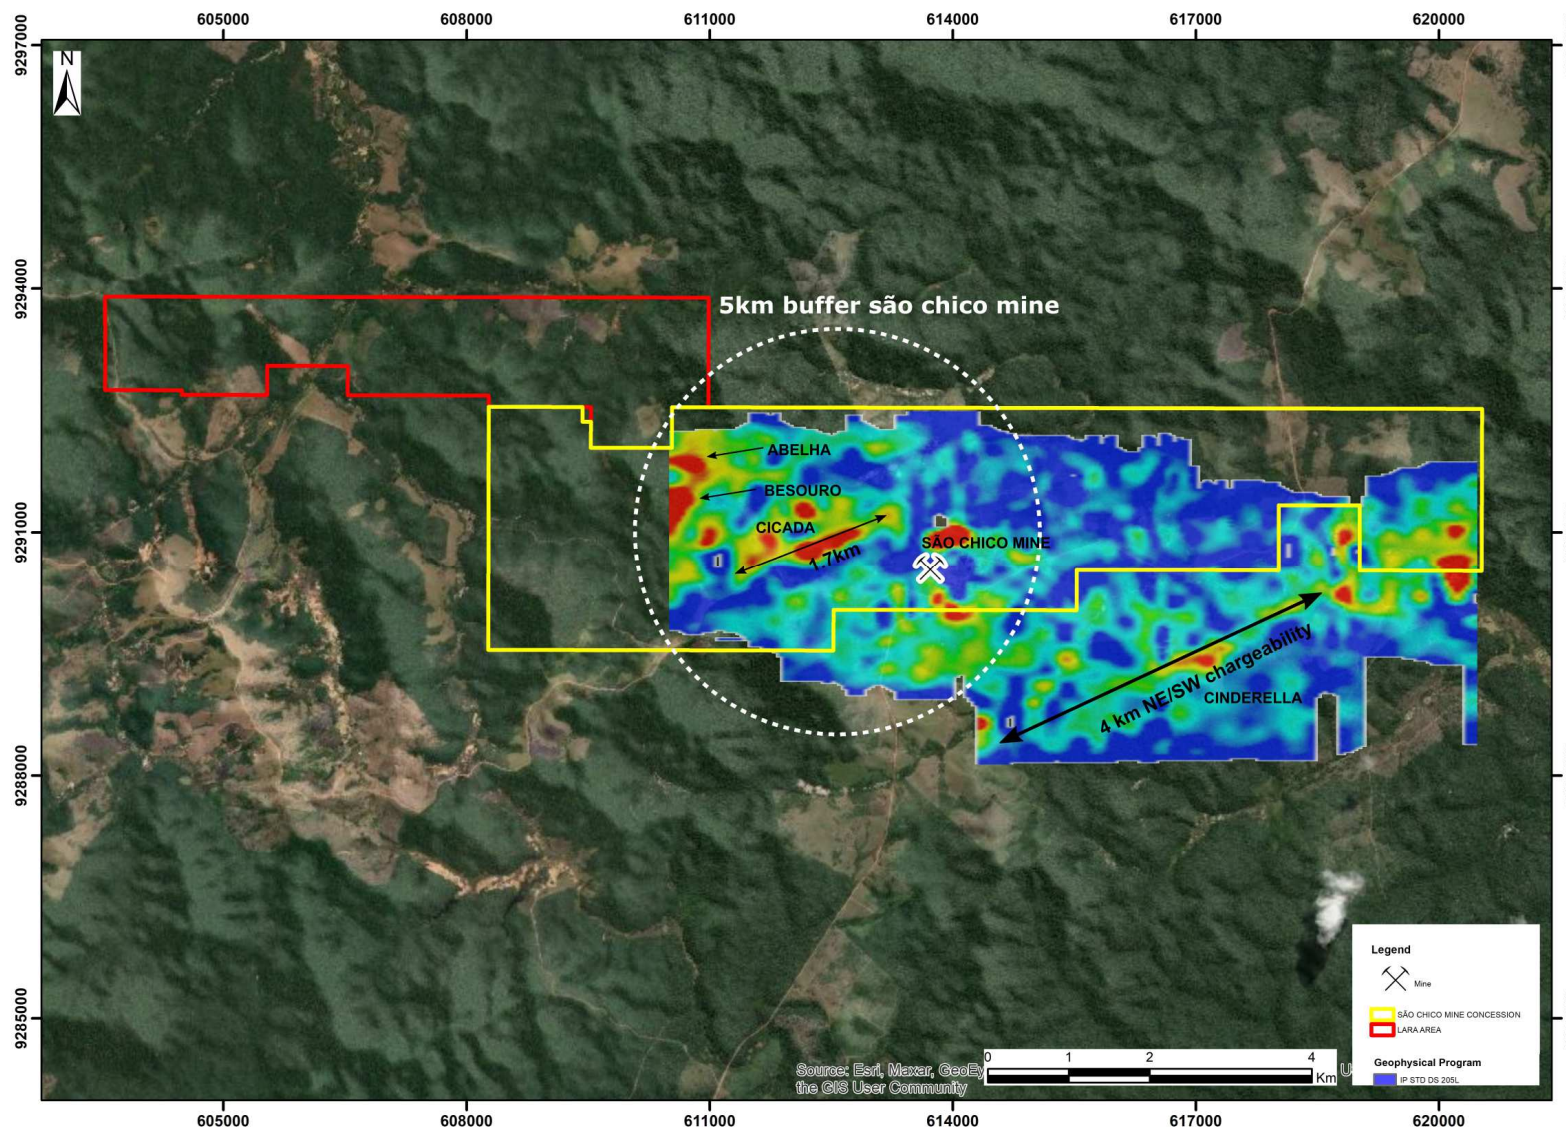 605000 608000 611000 614000 617000 620000
9297000
N
9294000
5km buffer são chico mine
ABELHA
BESOURO
9291000
CICADA
1.7km
SÃO CHICO MINE
4 km NE/SW chargeability
CINDERELLA
9288000
9285000
Legend
Mine
SÃO CHICO MINE CONCESSION
LARA AREA
Geophysical Program
IP STD DS 205L
0 1 2 4
Km
Source: Esri, Maxar, GeoEy
the GIS User Community
605000 608000 611000 614000 617000 620000